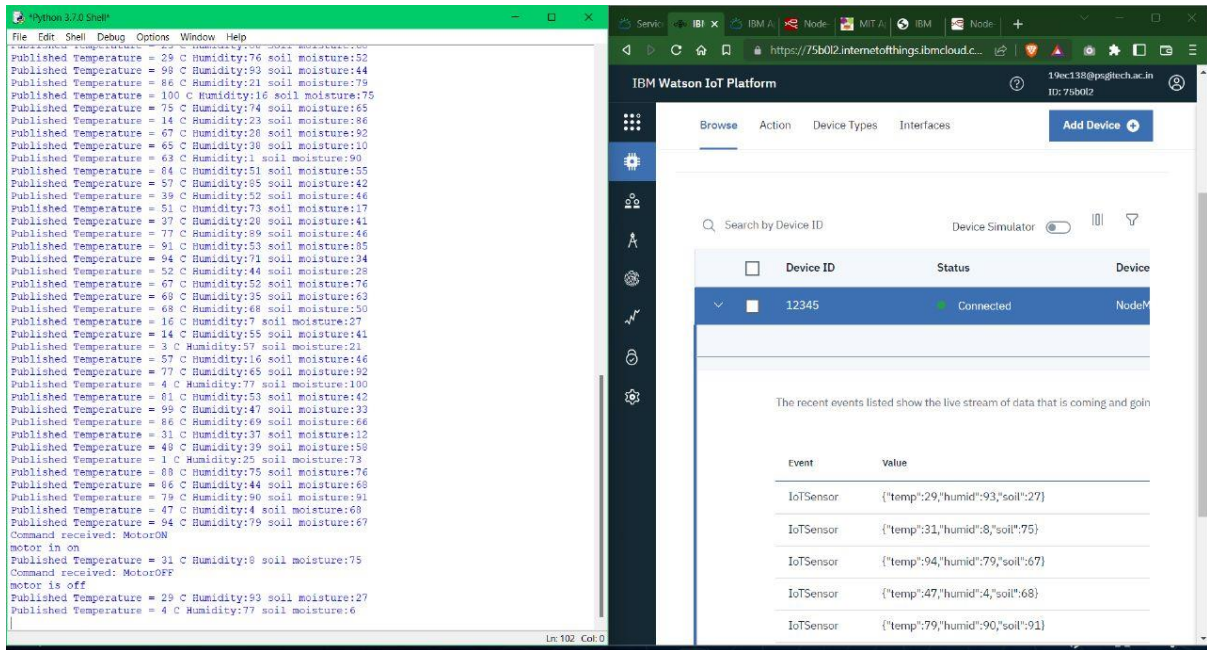 *Python 3.7.0 Shell*
File Edit Shell Debug Options Window Help
Published Temperature = 29 C Humidity:76 soil moisture:52
Published Temperature = 98 C Humidity:93 soil moisture:44
Published Temperature = 86 C Humidity:21 soil moisture:79
Published Temperature = 100 C Humidity:16 soil moisture:75
Published Temperature = 75 C Humidity:74 soil moisture:65
Published Temperature = 14 C Humidity:23 soil moisture:86
Published Temperature = 67 C Humidity:28 soil moisture:92
Published Temperature = 65 C Humidity:38 soil moisture:10
Published Temperature = 63 C Humidity:1 soil moisture:90
Published Temperature = 84 C Humidity:51 soil moisture:55
Published Temperature = 57 C Humidity:85 soil moisture:42
Published Temperature = 39 C Humidity:52 soil moisture:46
Published Temperature = 51 C Humidity:73 soil moisture:17
Published Temperature = 37 C Humidity:28 soil moisture:41
Published Temperature = 77 C Humidity:89 soil moisture:46
Published Temperature = 91 C Humidity:53 soil moisture:85
Published Temperature = 94 C Humidity:71 soil moisture:34
Published Temperature = 52 C Humidity:44 soil moisture:28
Published Temperature = 67 C Humidity:52 soil moisture:76
Published Temperature = 69 C Humidity:35 soil moisture:63
Published Temperature = 68 C Humidity:68 soil moisture:50
Published Temperature = 16 C Humidity:7 soil moisture:27
Published Temperature = 14 C Humidity:55 soil moisture:41
Published Temperature = 3 C Humidity:57 soil moisture:21
Published Temperature = 57 C Humidity:16 soil moisture:46
Published Temperature = 77 C Humidity:65 soil moisture:92
Published Temperature = 4 C Humidity:77 soil moisture:100
Published Temperature = 81 C Humidity:53 soil moisture:42
Published Temperature = 99 C Humidity:47 soil moisture:33
Published Temperature = 86 C Humidity:69 soil moisture:66
Published Temperature = 31 C Humidity:37 soil moisture:12
Published Temperature = 48 C Humidity:39 soil moisture:58
Published Temperature = 1 C Humidity:25 soil moisture:73
Published Temperature = 88 C Humidity:75 soil moisture:76
Published Temperature = 86 C Humidity:44 soil moisture:68
Published Temperature = 79 C Humidity:90 soil moisture:91
Published Temperature = 47 C Humidity:4 soil moisture:68
Published Temperature = 94 C Humidity:79 soil moisture:67
Command received: MotorON
motor in on
Published Temperature = 31 C Humidity:8 soil moisture:75
Command received: MotorOFF
motor is off
Published Temperature = 29 C Humidity:93 soil moisture:27
Published Temperature = 4 C Humidity:77 soil moisture:6
Ln: 102 Col: 0
Servic IBM IBM A Node- MIT A IBM Node-
https://75b0l2.internetofthings.ibmcloud.c...
IBM Watson IoT Platform
19ec138@psgitech.ac.in
ID: 75b0l2
Browse Action Device Types Interfaces Add Device
Search by Device ID Device Simulator
Device ID Status Device
12345 Connected NodeM
The recent events listed show the live stream of data that is coming and goin
Event Value
IoTSensor {"temp":29,"humid":93,"soil":27}
IoTSensor {"temp":31,"humid":8,"soil":75}
IoTSensor {"temp":94,"humid":79,"soil":67}
IoTSensor {"temp":47,"humid":4,"soil":68}
IoTSensor {"temp":79,"humid":90,"soil":91}